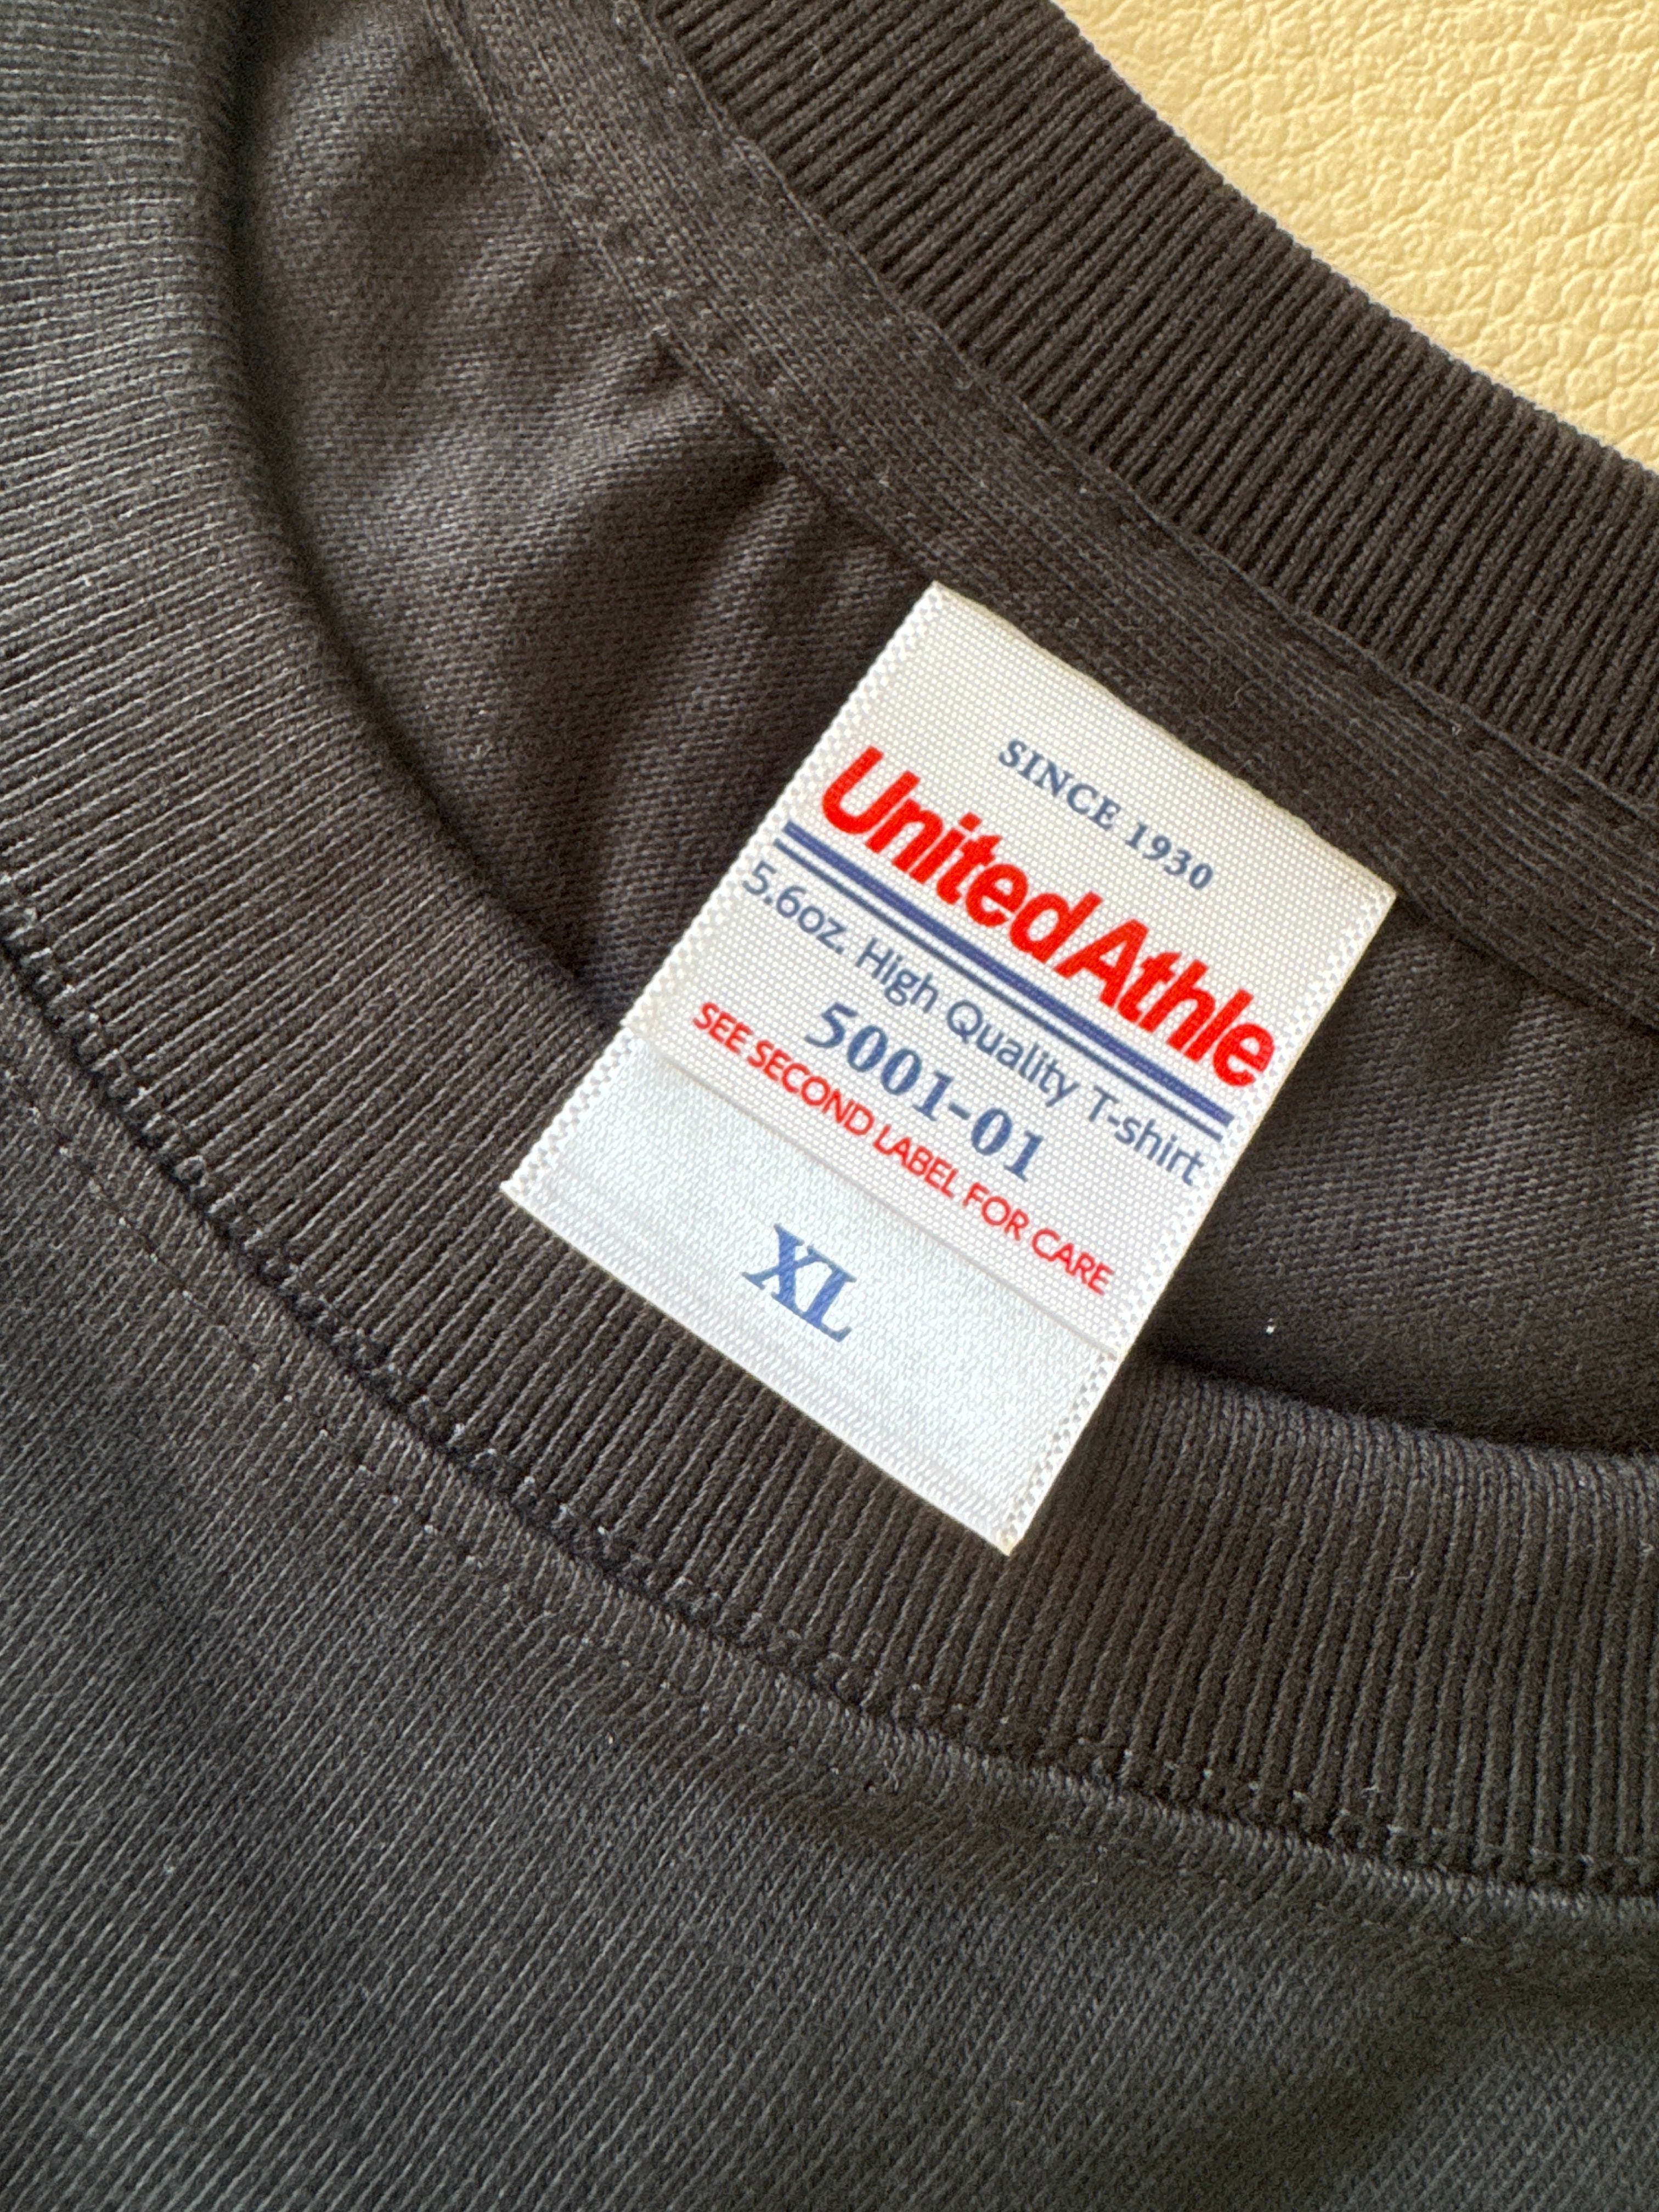 SINCE 1930
UnitedAthle
5.6oz. High Quality T-shirt
5001-01
SEE SECOND LABEL FOR CARE
XL